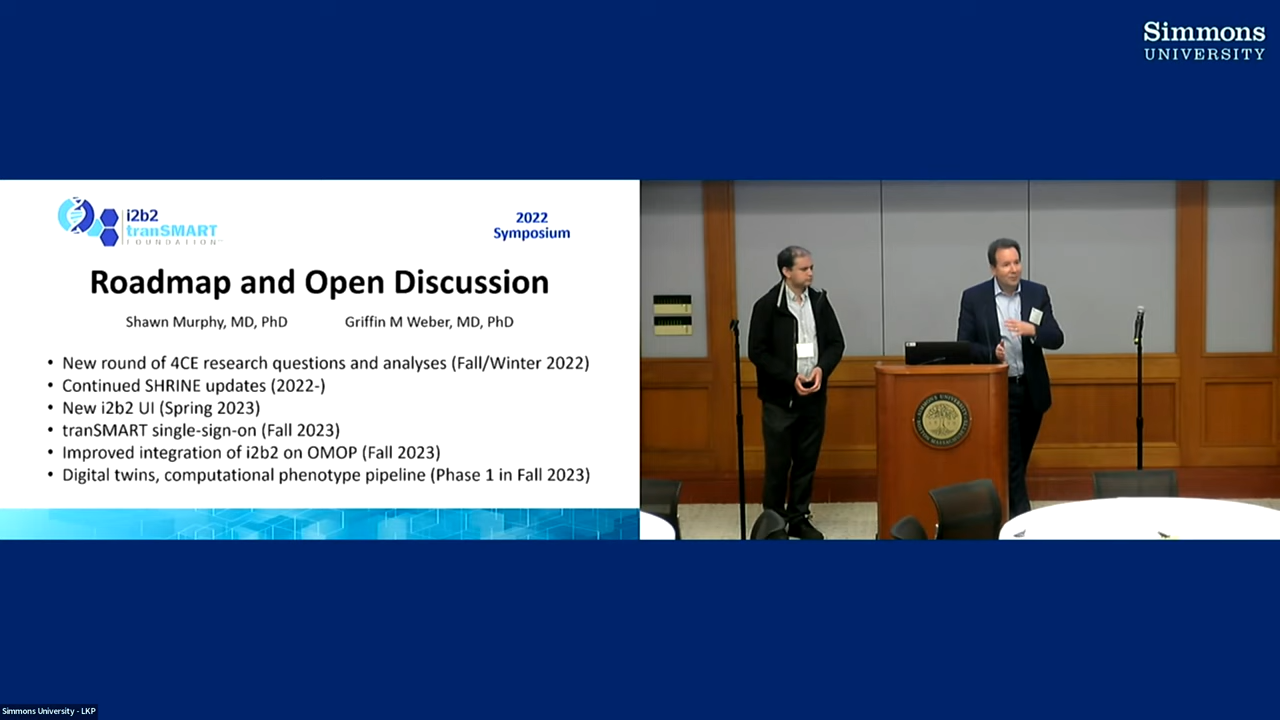 Simmons
UNIVERSITY
i2b2
tranSMART
FOUNDATION
2022
Symposium
Roadmap and Open Discussion
Shawn Murphy, MD, PhD
Griffin M Weber, MD, PhD
• New round of 4CE research questions and analyses (Fall/Winter 2022)
• Continued SHRINE updates (2022-)
• New i2b2 UI (Spring 2023)
• tranSMART single-sign-on (Fall 2023)
• Improved integration of i2b2 on OMOP (Fall 2023)
• Digital twins, computational phenotype pipeline (Phase 1 in Fall 2023)
Simmons University - LKP